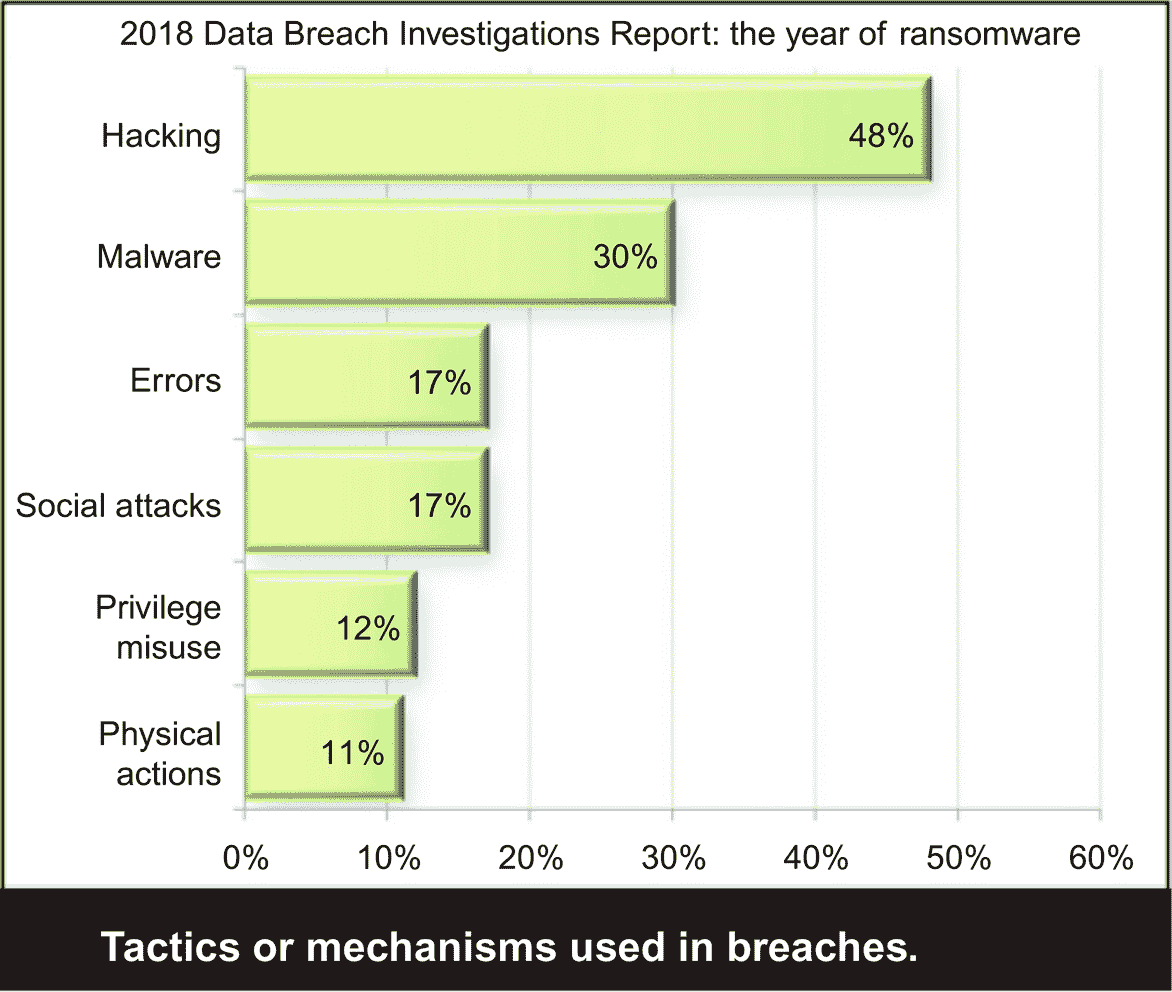 2018 Data Breach Investigations Report: the year of ransomware
Hacking
48%
Malware
30%
Errors
17%
Social attacks
17%
Privilege
misuse
12%
Physical
actions
11%
0% 10% 20% 30% 40% 50% 60%
Tactics or mechanisms used in breaches.